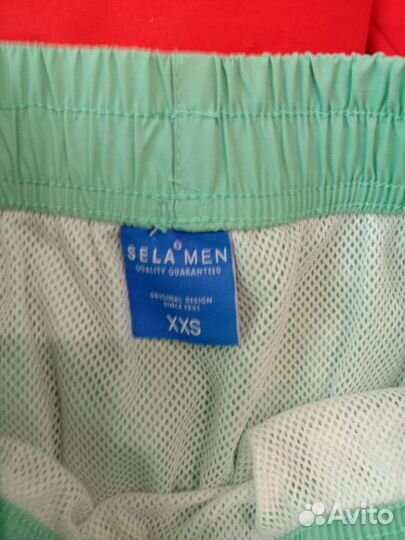 SELA MEN
QUALITY GUARANTEED
ORIGINAL DESIGN
SINCE 1991
XXS
Avito